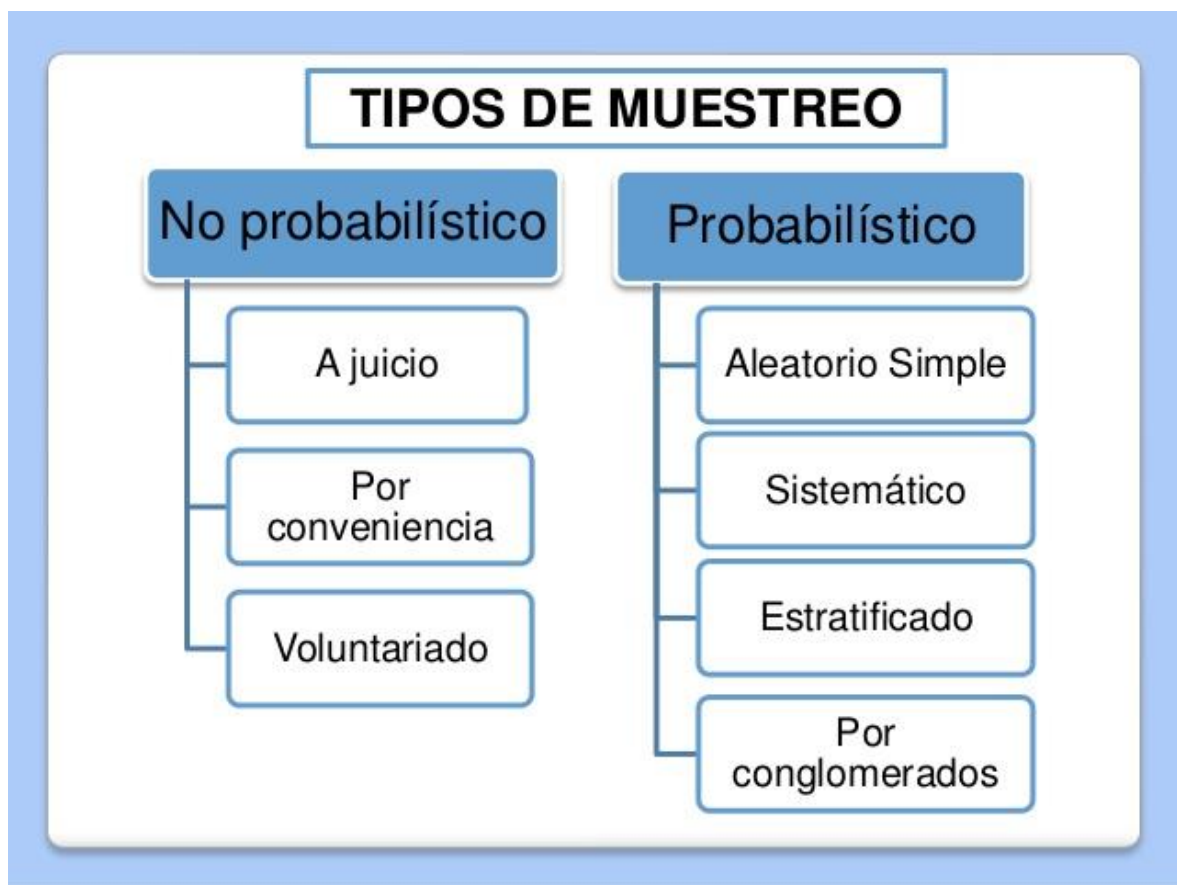 TIPOS DE MUESTREO
No probabilístico
A juicio
Por
conveniencia
Voluntariado
Probabilístico
Aleatorio Simple
Sistemático
Estratificado
Por
conglomerados